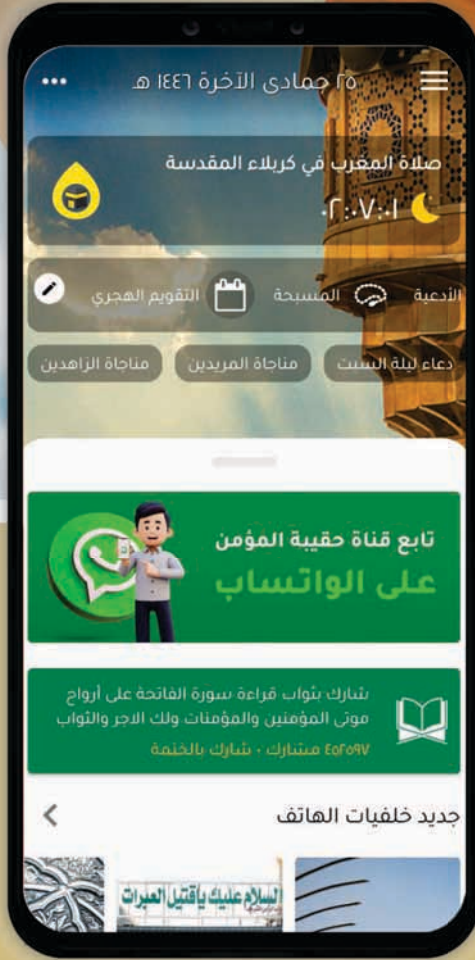 ٢٥ جمادى الآخرة ١٤٤٦ هـ
صلاة المغرب في كربلاء المقدسة
٠٢:٠٧:٠١
الأدعية المسبحة التقويم الهجري
دعاء ليلة السبت مناجاة المريدين مناجاة الزاهدين
تابع قناة حقيبة المؤمن
على الواتساب
شارك بثواب قراءة سورة الفاتحة على أرواح
موتى المؤمنين والمؤمنات ولك الاجر والثواب
٤٥٢٥٩٧ مشارك • شارك بالختمة
جديد خلفيات الهاتف
السلام عليك ياقتيل العبرات